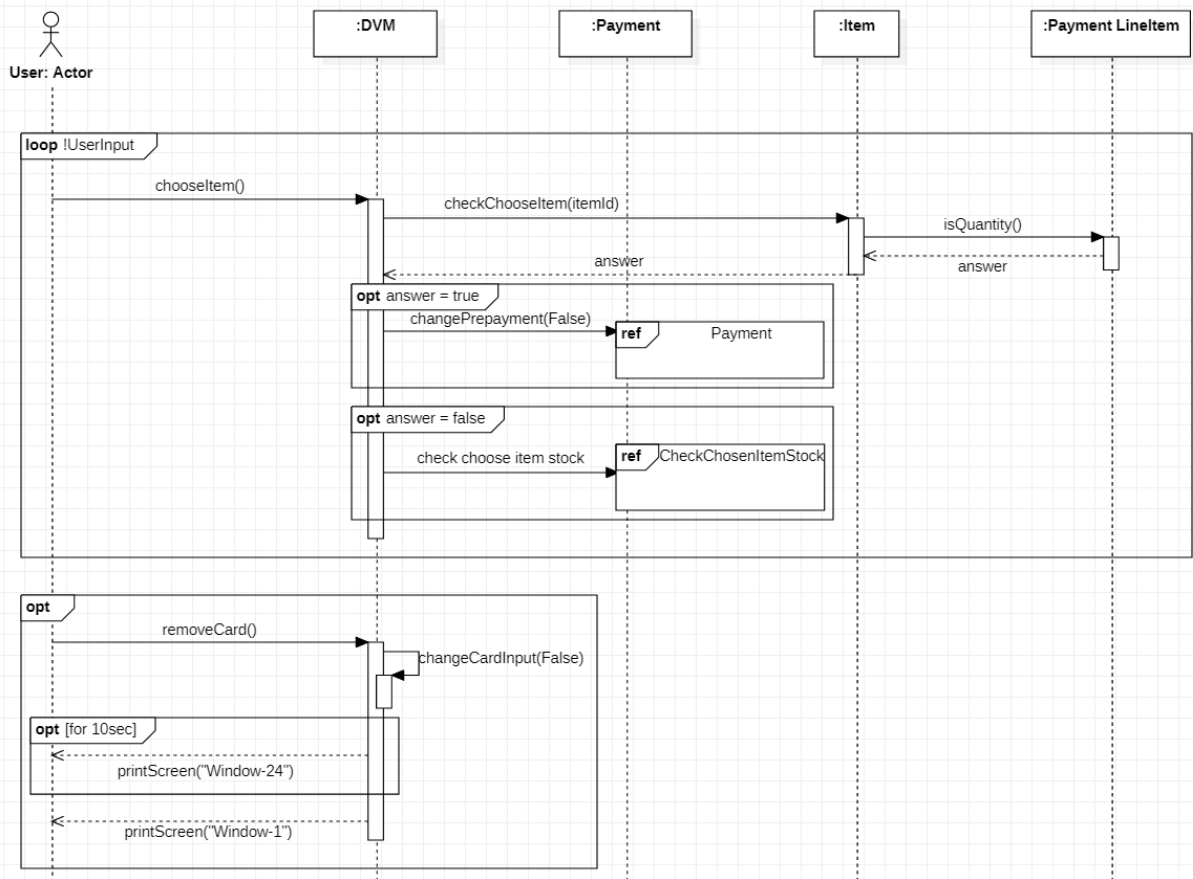 :DVM
:Payment
:Item
:Payment LineItem
User: Actor
loop !UserInput
chooseItem()
checkChooseItem(itemId)
isQuantity()
answer
answer
opt answer = true
changePrepayment(False)
ref Payment
opt answer = false
check choose item stock
ref CheckChosenItemStock
opt
removeCard()
changeCardInput(False)
opt [for 10sec]
printScreen("Window-24")
printScreen("Window-1")